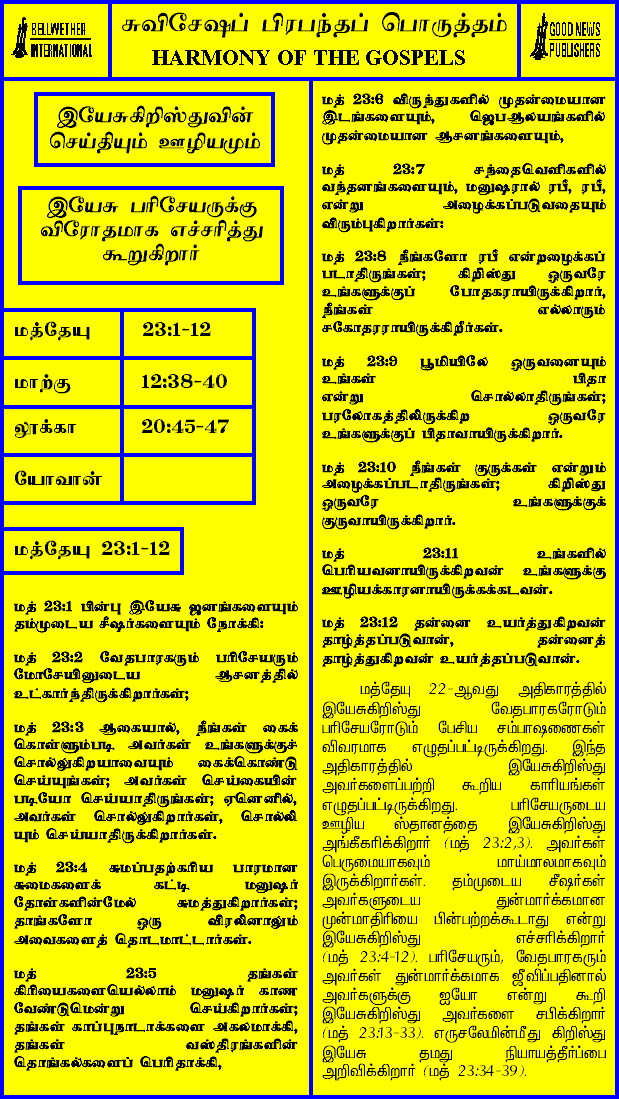 BELLWETHER
INTERNATIONAL
சுவிசேஷப் பிரபந்தப் பொருத்தம்
HARMONY OF THE GOSPELS
GOOD NEWS
PUBLISHERS
இயேசுகிறிஸ்துவின்
செய்தியும் ஊழியமும்
இயேசு பரிசேயருக்கு
விரோதமாக எச்சரித்து
கூறுகிறார்
மத்தேயு 23:1-12
மாற்கு 12:38-40
லூக்கா 20:45-47
யோவான்
மத்தேயு 23:1-12
மத் 23:1 பின்பு இயேசு ஜனங்களையும்
தம்முடைய சீஷர்களையும் நோக்கி:
மத் 23:2 வேதபாரகரும் பரிசேயரும்
மோசேயினுடைய ஆசனத்தில்
உட்கார்ந்திருக்கிறார்கள்;
மத் 23:3 ஆகையால், நீங்கள் கைக்
கொள்ளும்படி அவர்கள் உங்களுக்குச்
சொல்லுகிறயாவையும் கைக்கொண்டு
செய்யுங்கள்; அவர்கள் செய்கையின்
படியோ செய்யாதிருங்கள்; ஏனெனில்,
அவர்கள் சொல்லுகிறார்கள், சொல்லி
யும் செய்யாதிருக்கிறார்கள்.
மத் 23:4 சுமப்பதற்கரிய பாரமான
சுமைகளைக் கட்டி மனுஷர்
தோள்களின்மேல் சுமத்துகிறார்கள்;
தாங்களோ ஒரு விரலினாலும்
அவைகளைத் தொடமாட்டார்கள்.
மத் 23:5 தங்கள்
கிரியைகளையெல்லாம் மனுஷர் காண
வேண்டுமென்று செய்கிறார்கள்;
தங்கள் காப்புநாடாக்களை அகலமாக்கி,
தங்கள் வஸ்திரங்களின்
தொங்கல்களைப் பெரிதாக்கி,
மத் 23:6 விருந்துகளில் முதன்மையான
இடங்களையும், ஜெபஆலயங்களில்
முதன்மையான ஆசனங்களையும்,
மத் 23:7 சந்தைவெளிகளில்
வந்தனங்களையும், மனுஷரால் ரபீ, ரபீ,
என்று அழைக்கப்படுவதையும்
விரும்புகிறார்கள்:
மத் 23:8 நீங்களோ ரபீ என்றழைக்கப்
படாதிருங்கள்; கிறிஸ்து ஒருவரே
உங்களுக்குப் போதகராயிருக்கிறார்,
நீங்கள் எல்லாரும்
சகோதரராயிருக்கிறீர்கள்.
மத் 23:9 பூமியிலே ஒருவனையும்
உங்கள் பிதா
என்று சொல்லாதிருங்கள்;
பரலோகத்திலிருக்கிற ஒருவரே
உங்களுக்குப் பிதாவாயிருக்கிறார்.
மத் 23:10 நீங்கள் குருக்கள் என்றும்
அழைக்கப்படாதிருங்கள்; கிறிஸ்து
ஒருவரே உங்களுக்குக்
குருவாயிருக்கிறார்.
மத் 23:11 உங்களில்
பெரியவனாயிருக்கிறவன் உங்களுக்கு
ஊழியக்காரனாயிருக்கக்கடவன்.
மத் 23:12 தன்னை உயர்த்துகிறவன்
தாழ்த்தப்படுவான், தன்னைத்
தாழ்த்துகிறவன் உயர்த்தப்படுவான்.
மத்தேயு 22-ஆவது அதிகாரத்தில்
இயேசுகிறிஸ்து வேதபாரகரோடும்
பரிசேயரோடும் பேசிய சம்பாஷணைகள்
விவரமாக எழுதப்பட்டிருக்கிறது. இந்த
அதிகாரத்தில் இயேசுகிறிஸ்து
அவர்களைப்பற்றி கூறிய காரியங்கள்
எழுதப்பட்டிருக்கிறது. பரிசேயருடைய
ஊழிய ஸ்தானத்தை இயேசுகிறிஸ்து
அங்கீகரிக்கிறார் (மத் 23:2,3). அவர்கள்
பெருமையாகவும் மாய்மாலமாகவும்
இருக்கிறார்கள். தம்முடைய சீஷர்கள்
அவர்களுடைய துன்மார்க்கமான
முன்மாதிரியை பின்பற்றக்கூடாது என்று
இயேசுகிறிஸ்து எச்சரிக்கிறார்
(மத் 23:4-12). பரிசேயரும், வேதபாரகரும்
அவர்கள் துன்மார்க்கமாக ஜீவிப்பதினால்
அவர்களுக்கு ஐயோ என்று கூறி
இயேசுகிறிஸ்து அவர்களை சபிக்கிறார்
(மத் 23:13-33). எருசலேமின்மீது கிறிஸ்து
இயேசு தமது நியாயத்தீர்ப்பை
அறிவிக்கிறார் (மத் 23:34-39).